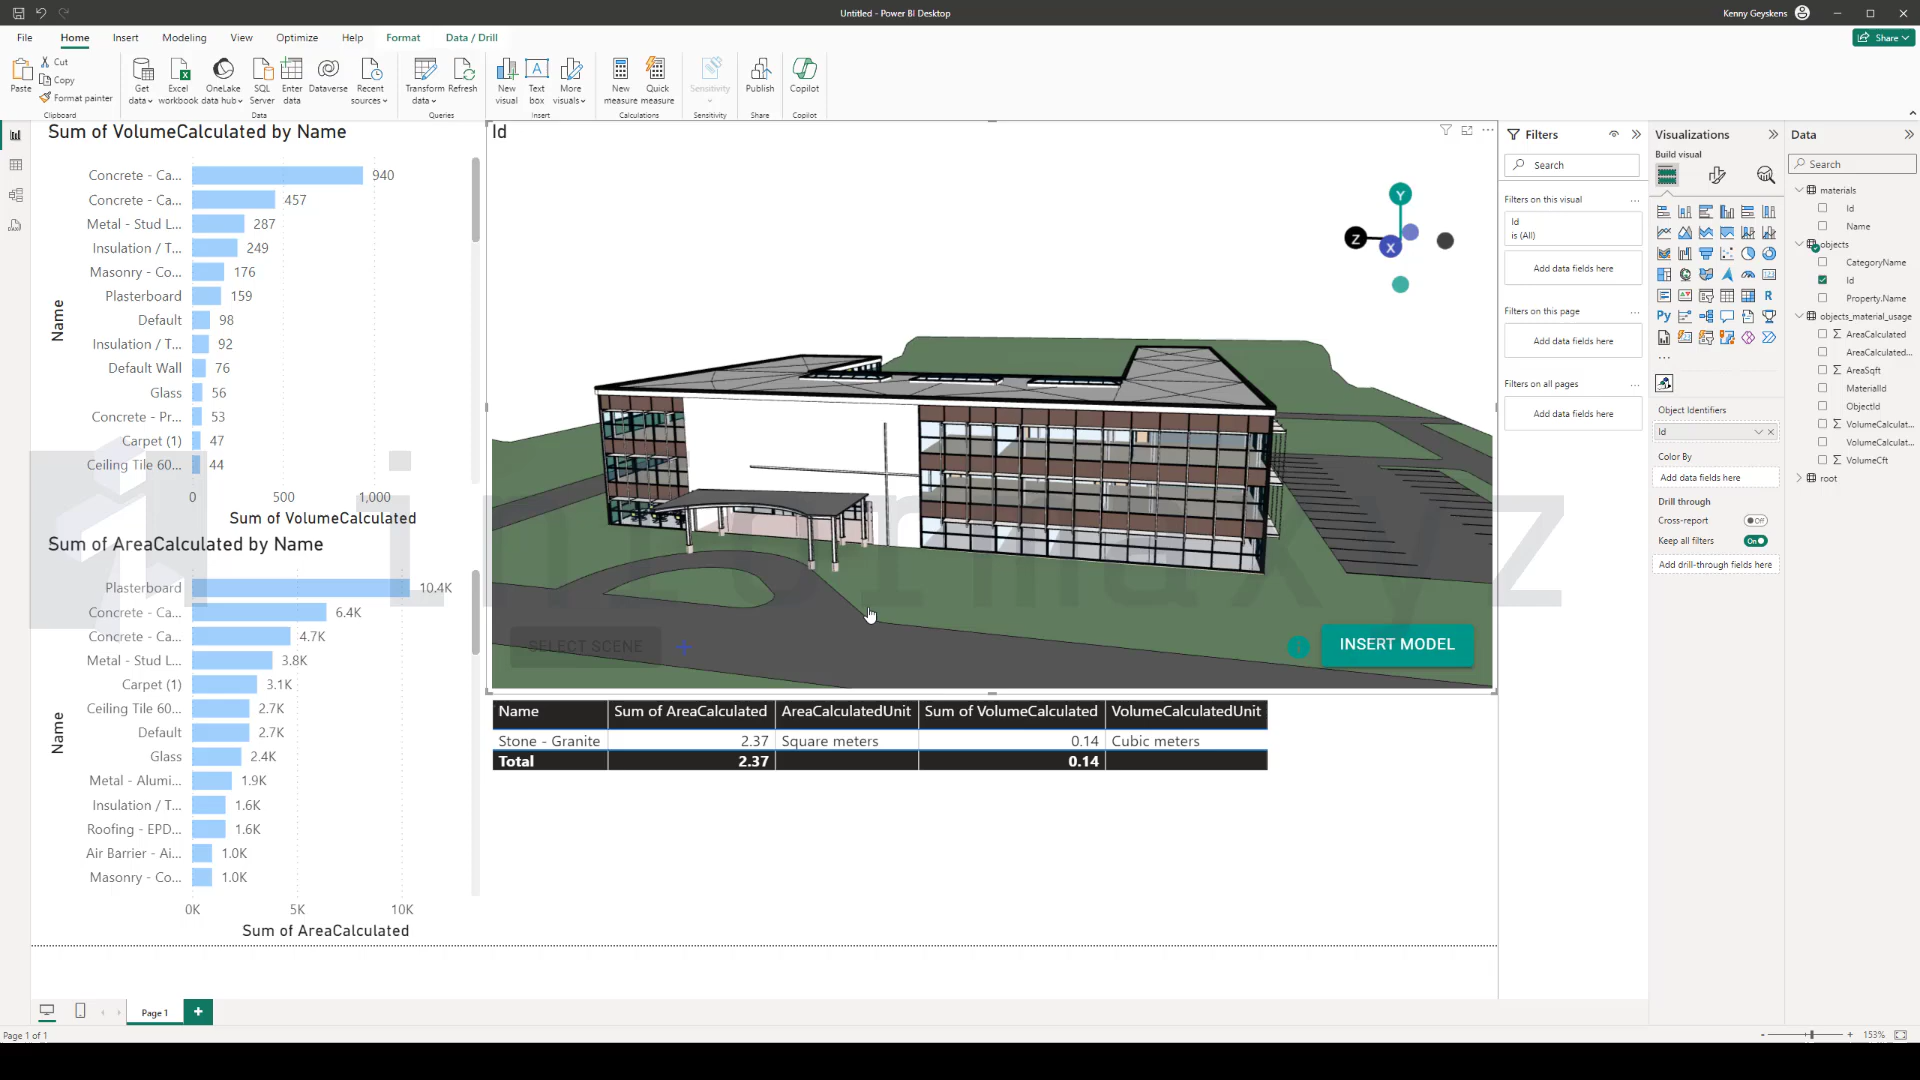 Untitled - Power BI Desktop
Kenny Geyskens
File Home Insert Modeling View Optimize Help Format Data / Drill
Share
Paste
Cut
Copy
Format painter
Clipboard
Get data
Excel workbook
OneLake data hub
SQL Server
Enter data
Dataverse
Recent sources
Data
Transform data
Refresh
Queries
New visual
Text box
More visuals
Insert
New measure
Quick measure
Calculations
Sensitivity
Sensitivity
Publish
Share
Copilot
Copilot
Sum of VolumeCalculated by Name
Name
Concrete - Ca... 940
Concrete - Ca... 457
Metal - Stud L... 287
Insulation / T... 249
Masonry - Co... 176
Plasterboard 159
Default 98
Insulation / T... 92
Default Wall 76
Glass 56
Concrete - Pr... 53
Carpet (1) 47
Ceiling Tile 60... 44
0 500 1,000
Sum of VolumeCalculated
Sum of AreaCalculated by Name
Name
Plasterboard 10.4K
Concrete - Ca... 6.4K
Concrete - Ca... 4.7K
Metal - Stud L... 3.8K
Carpet (1) 3.1K
Ceiling Tile 60... 2.7K
Default 2.7K
Glass 2.4K
Metal - Alumi... 1.9K
Insulation / T... 1.6K
Roofing - EPD... 1.6K
Air Barrier - Ai... 1.0K
Masonry - Co... 1.0K
0K 5K 10K
Sum of AreaCalculated
Id
Y
Z
X
informaxyz
SELECT SCENE
+
INSERT MODEL
Name Sum of AreaCalculated AreaCalculatedUnit Sum of VolumeCalculated VolumeCalculatedUnit
Stone - Granite 2.37 Square meters 0.14 Cubic meters
Total 2.37 0.14
Filters
Search
Filters on this visual ...
Id
is (All)
Add data fields here
Filters on this page ...
Add data fields here
Filters on all pages ...
Add data fields here
Visualizations
Build visual
R
Py
...
Object Identifiers
Id
Color By
Add data fields here
Drill through
Cross-report Off
Keep all filters On
Add drill-through fields here
Data
Search
materials
Id
Name
objects
CategoryName
Id
Property.Name
objects_material_usage
AreaCalculated
AreaCalculated...
AreaSqft
MaterialId
ObjectId
VolumeCalculat...
VolumeCalculat...
VolumeCft
root
Page 1
+
Page 1 of 1
- + 153%